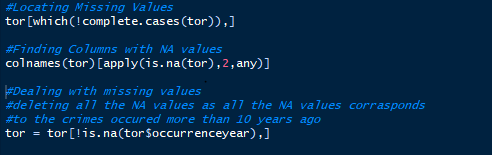 #Locating Missing Values
tor[which(!complete.cases(tor)),]
#Finding Columns with NA values
colnames(tor)[apply(is.na(tor),2,any)]
#Dealing with missing values
#deleting all the NA values as all the NA values corrasponds
#to the crimes occured more than 10 years ago
tor = tor[!is.na(tor$occurrenceyear),]